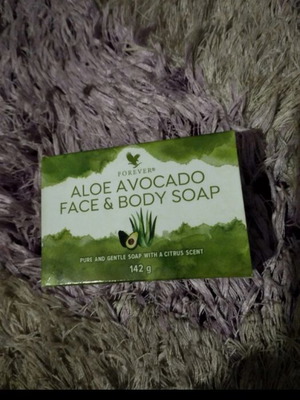 FOREVER®
ALOE AVOCADO
FACE & BODY SOAP
PURE AND GENTLE SOAP WITH A CITRUS SCENT
142 g